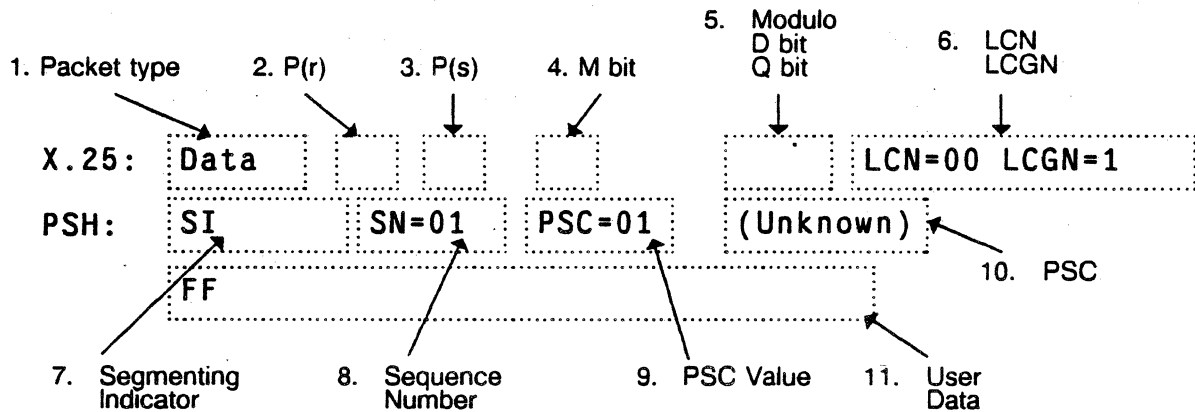 5. Modulo
D bit
Q bit
6. LCN
LCGN
1. Packet type
2. P(r)
3. P(s)
4. M bit
X.25: Data LCN=00 LCGN=1
PSH: SI SN=01 PSC=01 (Unknown)
10. PSC
FF
7. Segmenting
Indicator
8. Sequence
Number
9. PSC Value
11. User
Data